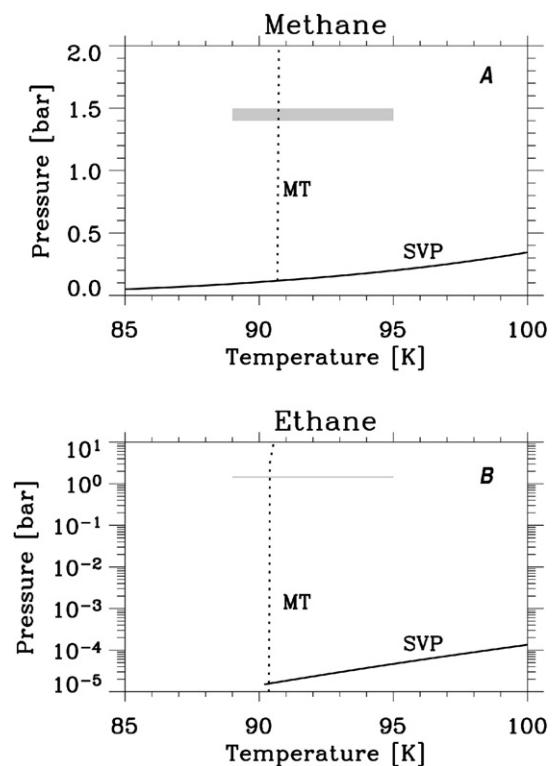 Methane
2.0
A
1.5
MT
1.0
0.5
SVP
0.0
Pressure [bar]
85 90 95 100
Temperature [K]
Ethane
10¹
B
10⁰
10⁻¹
10⁻²
10⁻³
MT
10⁻⁴
SVP
10⁻⁵
Pressure [bar]
85 90 95 100
Temperature [K]